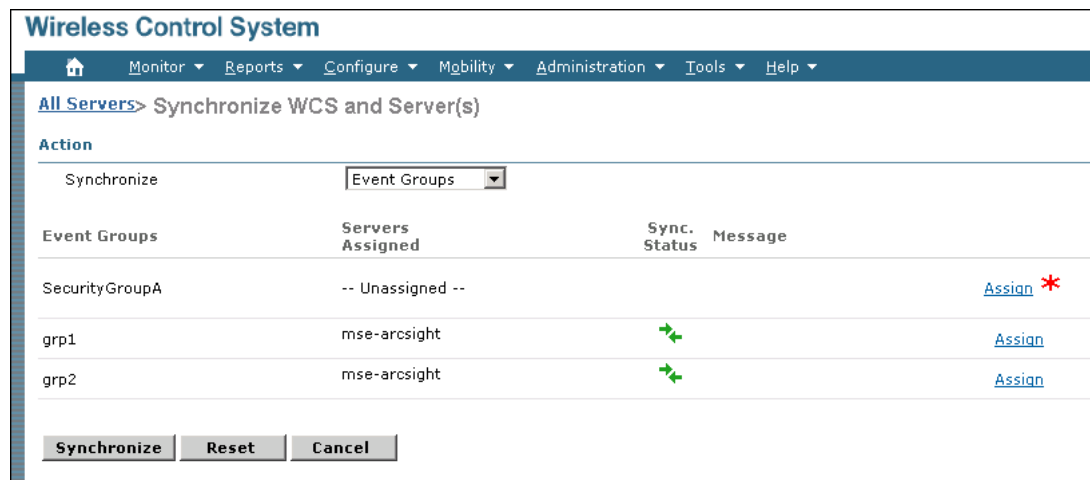 Wireless Control System
Monitor Reports Configure Mobility Administration Tools Help
All Servers> Synchronize WCS and Server(s)
Action
Synchronize Event Groups
Event Groups Servers Assigned Sync. Status Message
SecurityGroupA -- Unassigned -- Assign *
grp1 mse-arcsight Assign
grp2 mse-arcsight Assign
Synchronize Reset Cancel